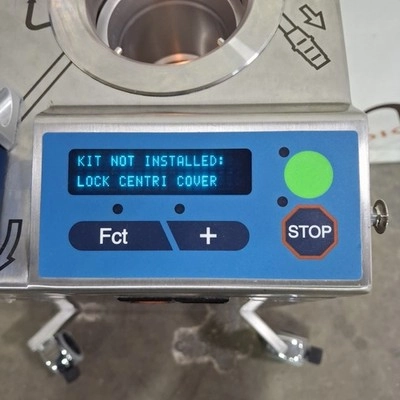 KIT NOT INSTALLED:
LOCK CENTRI COVER
Fct
+
STOP